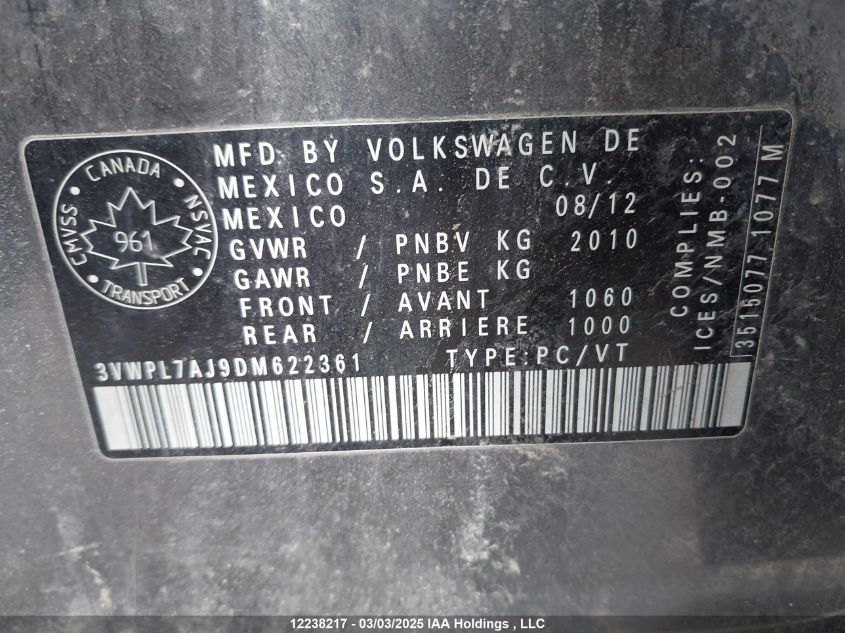 MFD. BY VOLKSWAGEN DE
MEXICO S.A. DE C.V.
MEXICO 08/12
GVWR / PNBV KG 2010
GAWR / PNBE KG
FRONT / AVANT 1060
REAR / ARRIERE 1000
3VWPL7AJ9DM622361 TYPE:PC/VT
CANADA
CMVSS NSVAC
961
TRANSPORT
COMPLIES:
ICES/NMB-002
3515077 1077 M
12238217 - 03/03/2025 IAA Holdings , LLC